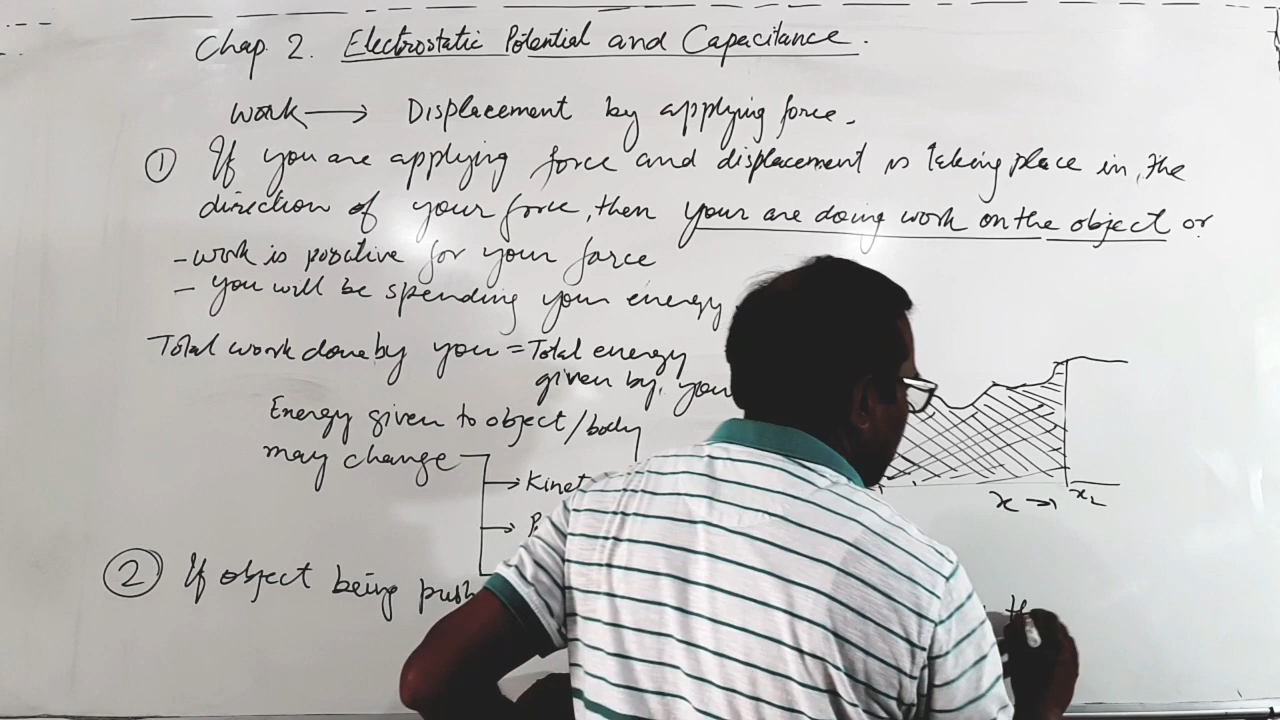 Chap. 2. Electrostatic Potential and Capacitance.
work → Displacement by applying force.
① If you are applying force and displacement is taking place in the
direction of your force, then your are doing work on the object or
- work is positive for your force
- you will be spending your energy
Total work done by you = Total energy
given by you
Energy given to object/body
may change
→ Kinet
→ P
x → x₂
② If object being push